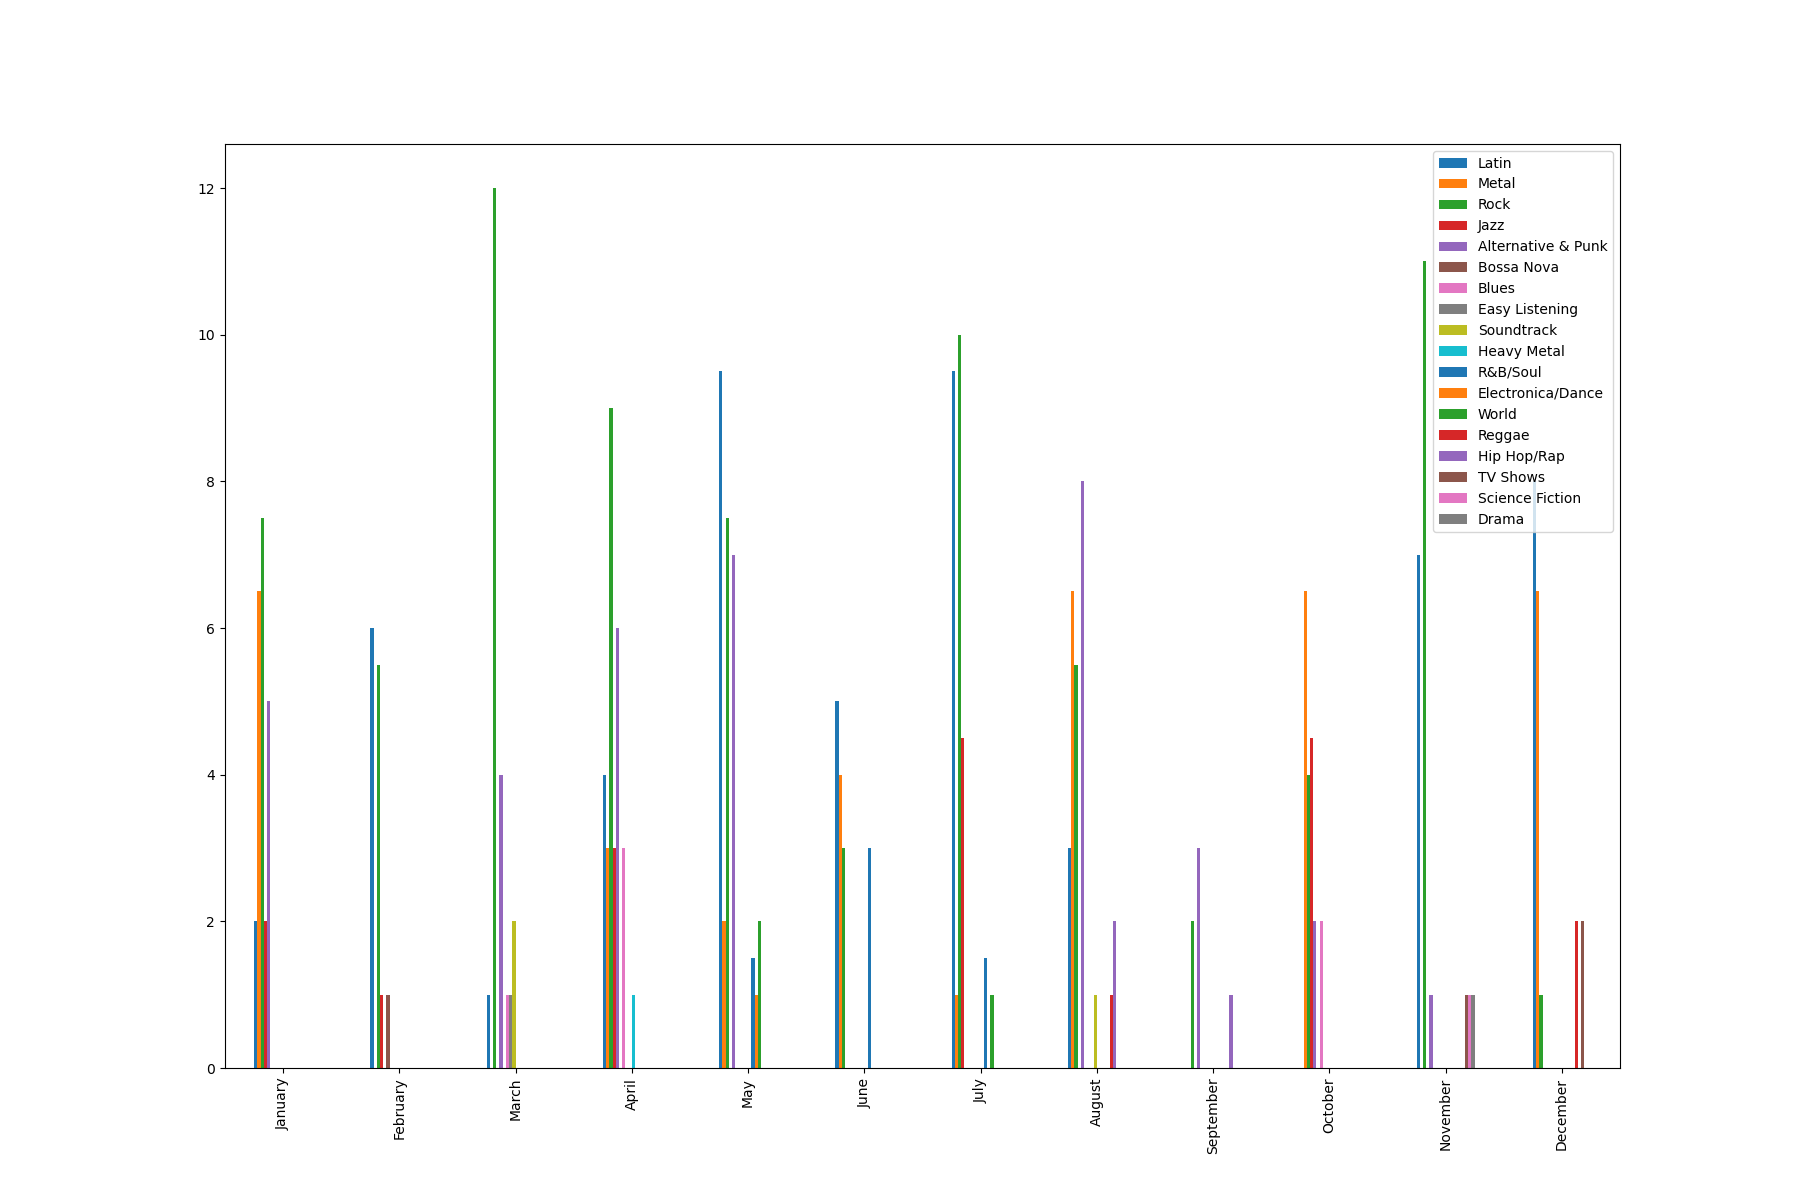 12
10
8
6
4
2
0
January
February
March
April
May
June
July
August
September
October
November
December
Latin
Metal
Rock
Jazz
Alternative & Punk
Bossa Nova
Blues
Easy Listening
Soundtrack
Heavy Metal
R&B/Soul
Electronica/Dance
World
Reggae
Hip Hop/Rap
TV Shows
Science Fiction
Drama